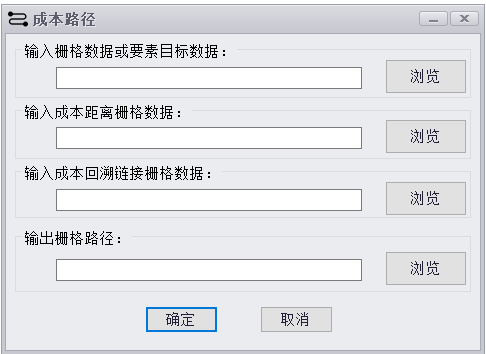 成本路径
输入栅格数据或要素目标数据：
浏览
输入成本距离栅格数据：
浏览
输入成本回溯链接栅格数据：
浏览
输出栅格路径：
浏览
确定 取消